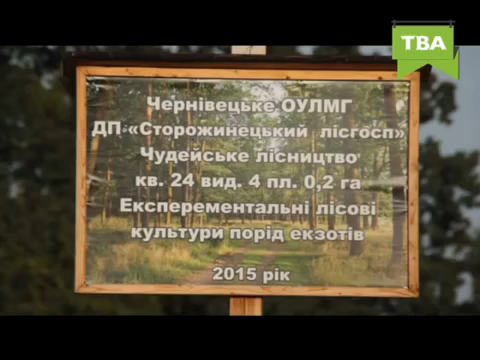 ТВА
Чернівецьке ОУЛМГ
ДП «Сторожинецький лісгосп»
Чудейське лісництво
кв. 24 вид. 4 пл. 0,2 га
Експерементальні лісові
культури порід екзотів
2015 рік